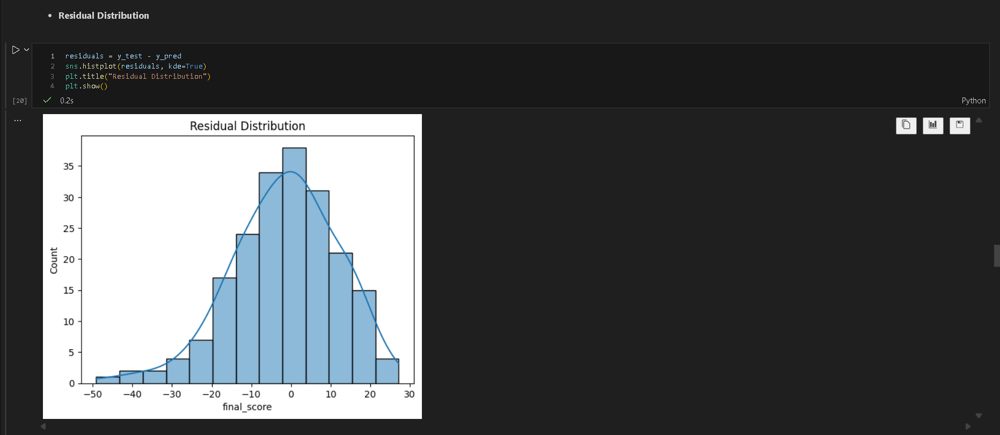 • Residual Distribution
1 residuals = y_test - y_pred
2 sns.histplot(residuals, kde=True)
3 plt.title("Residual Distribution")
4 plt.show()
[20] ✓ 0.2s Python
...
Residual Distribution
35
30
25
20
15
10
5
0
Count
−50 −40 −30 −20 −10 0 10 20 30
final_score